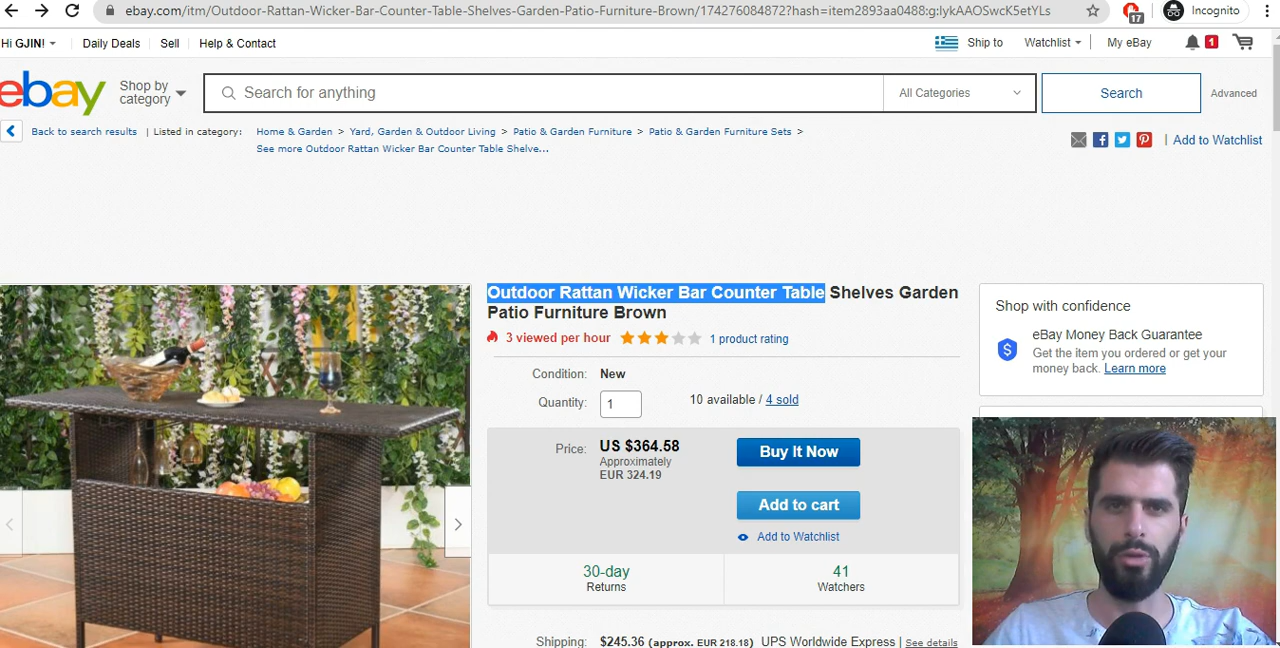 ebay.com/itm/Outdoor-Rattan-Wicker-Bar-Counter-Table-Shelves-Garden-Patio-Furniture-Brown/174276084872?hash=item2893aa0488:g:lykAAOSwcK5etYLs
17
Incognito
Hi GJIN!
Daily Deals
Sell
Help & Contact
Ship to
Watchlist
My eBay
1
ebay
Shop by category
Search for anything
All Categories
Search
Advanced
Back to search results | Listed in category: Home & Garden > Yard, Garden & Outdoor Living > Patio & Garden Furniture > Patio & Garden Furniture Sets >
See more Outdoor Rattan Wicker Bar Counter Table Shelve...
| Add to Watchlist
Outdoor Rattan Wicker Bar Counter Table Shelves Garden
Patio Furniture Brown
3 viewed per hour
1 product rating
Condition: New
Quantity: 1
10 available / 4 sold
Price: US $364.58
Approximately
EUR 324.19
Buy It Now
Add to cart
Add to Watchlist
30-day
Returns
41
Watchers
Shipping: $245.36 (approx. EUR 218.18) UPS Worldwide Express | See details
Shop with confidence
eBay Money Back Guarantee
Get the item you ordered or get your
money back. Learn more